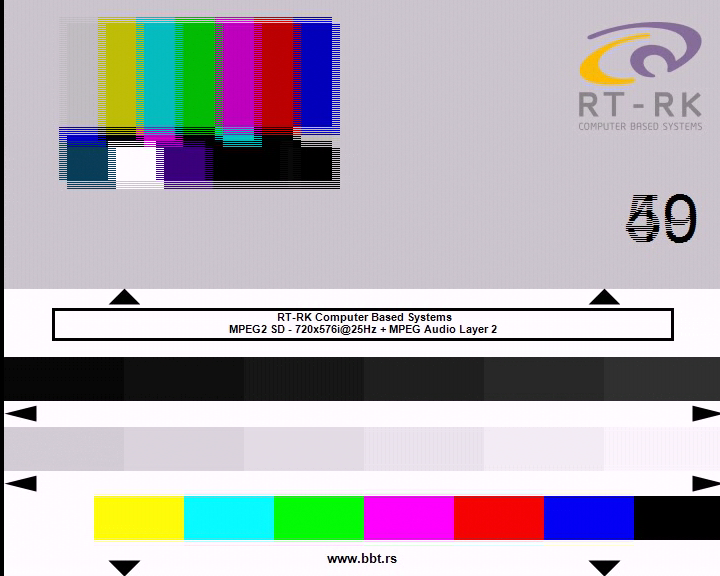 RT-RK
COMPUTER BASED SYSTEMS
RT-RK Computer Based Systems
MPEG2 SD - 720x576i@25Hz + MPEG Audio Layer 2
www.bbt.rs